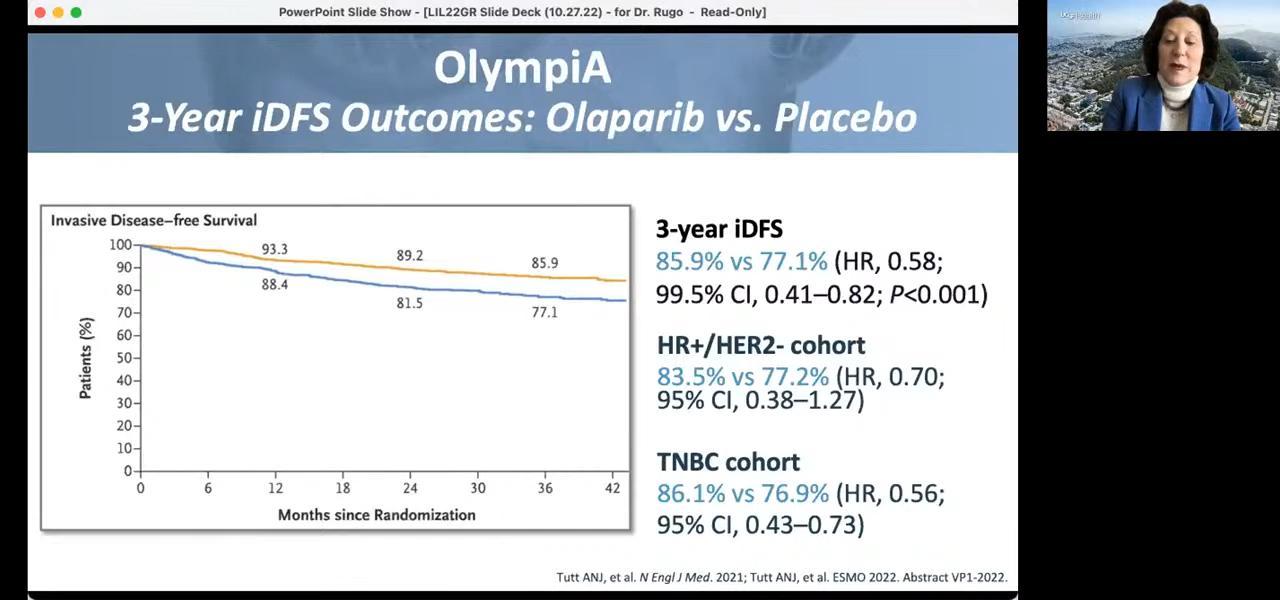 PowerPoint Slide Show - [LIL22GR Slide Deck (10.27.22) - for Dr. Rugo - Read-Only]
OlympiA
3-Year iDFS Outcomes: Olaparib vs. Placebo
Invasive Disease–free Survival
100
90
80
70
60
50
40
30
20
10
0
Patients (%)
93.3
89.2
85.9
88.4
81.5
77.1
0 6 12 18 24 30 36 42
Months since Randomization
3-year iDFS
85.9% vs 77.1% (HR, 0.58;
99.5% CI, 0.41–0.82; P<0.001)
HR+/HER2- cohort
83.5% vs 77.2% (HR, 0.70;
95% CI, 0.38–1.27)
TNBC cohort
86.1% vs 76.9% (HR, 0.56;
95% CI, 0.43–0.73)
Tutt ANJ, et al. N Engl J Med. 2021; Tutt ANJ, et al. ESMO 2022. Abstract VP1-2022.